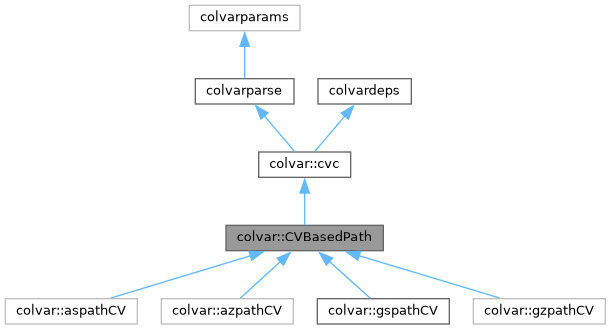 colvarparams
colvarparse
colvardeps
colvar::cvc
colvar::CVBasedPath
colvar::aspathCV
colvar::azpathCV
colvar::gspathCV
colvar::gzpathCV